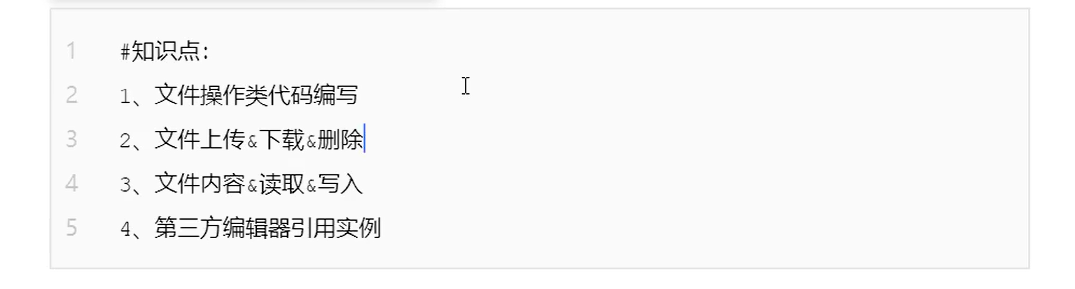 1 #知识点:
2 1、文件操作类代码编写
3 2、文件上传&下载&删除
4 3、文件内容&读取&写入
5 4、第三方编辑器引用实例